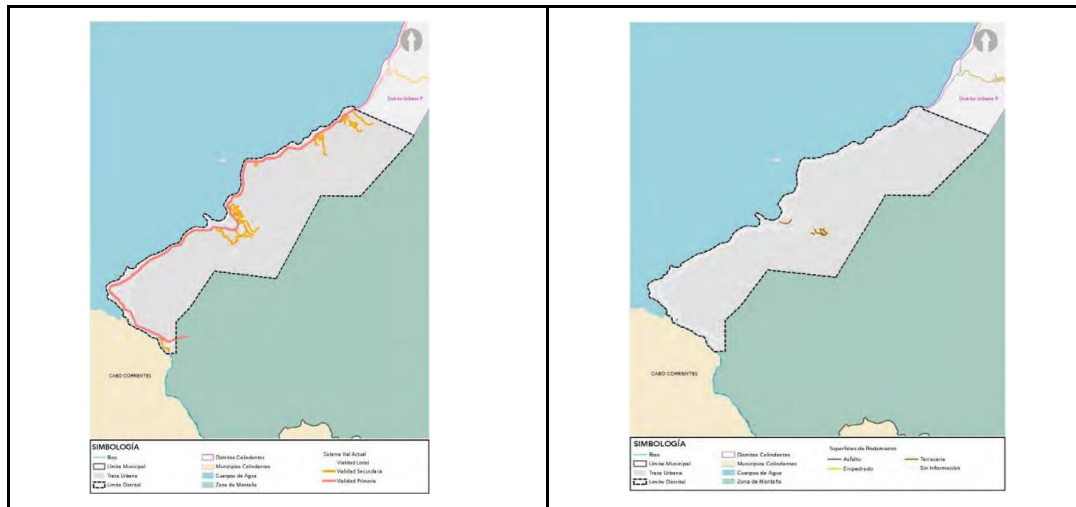 Distrito Urbano 9
CABO CORRIENTES
SIMBOLOGÍA
Ríos
Límite Municipal
Traza Urbana
Límite Distrital
Distritos Colindantes
Municipios Colindantes
Cuerpos de Agua
Zona de Montaña
Sistema Vial Actual
Vialidad Local
Vialidad Secundaria
Vialidad Primaria
Distrito Urbano 9
CABO CORRIENTES
SIMBOLOGÍA
Ríos
Límite Municipal
Traza Urbana
Límite Distrital
Distritos Colindantes
Municipios Colindantes
Cuerpos de Agua
Zona de Montaña
Superficies de Rodamiento
Asfalto
Empedrado
Terracería
Sin Información